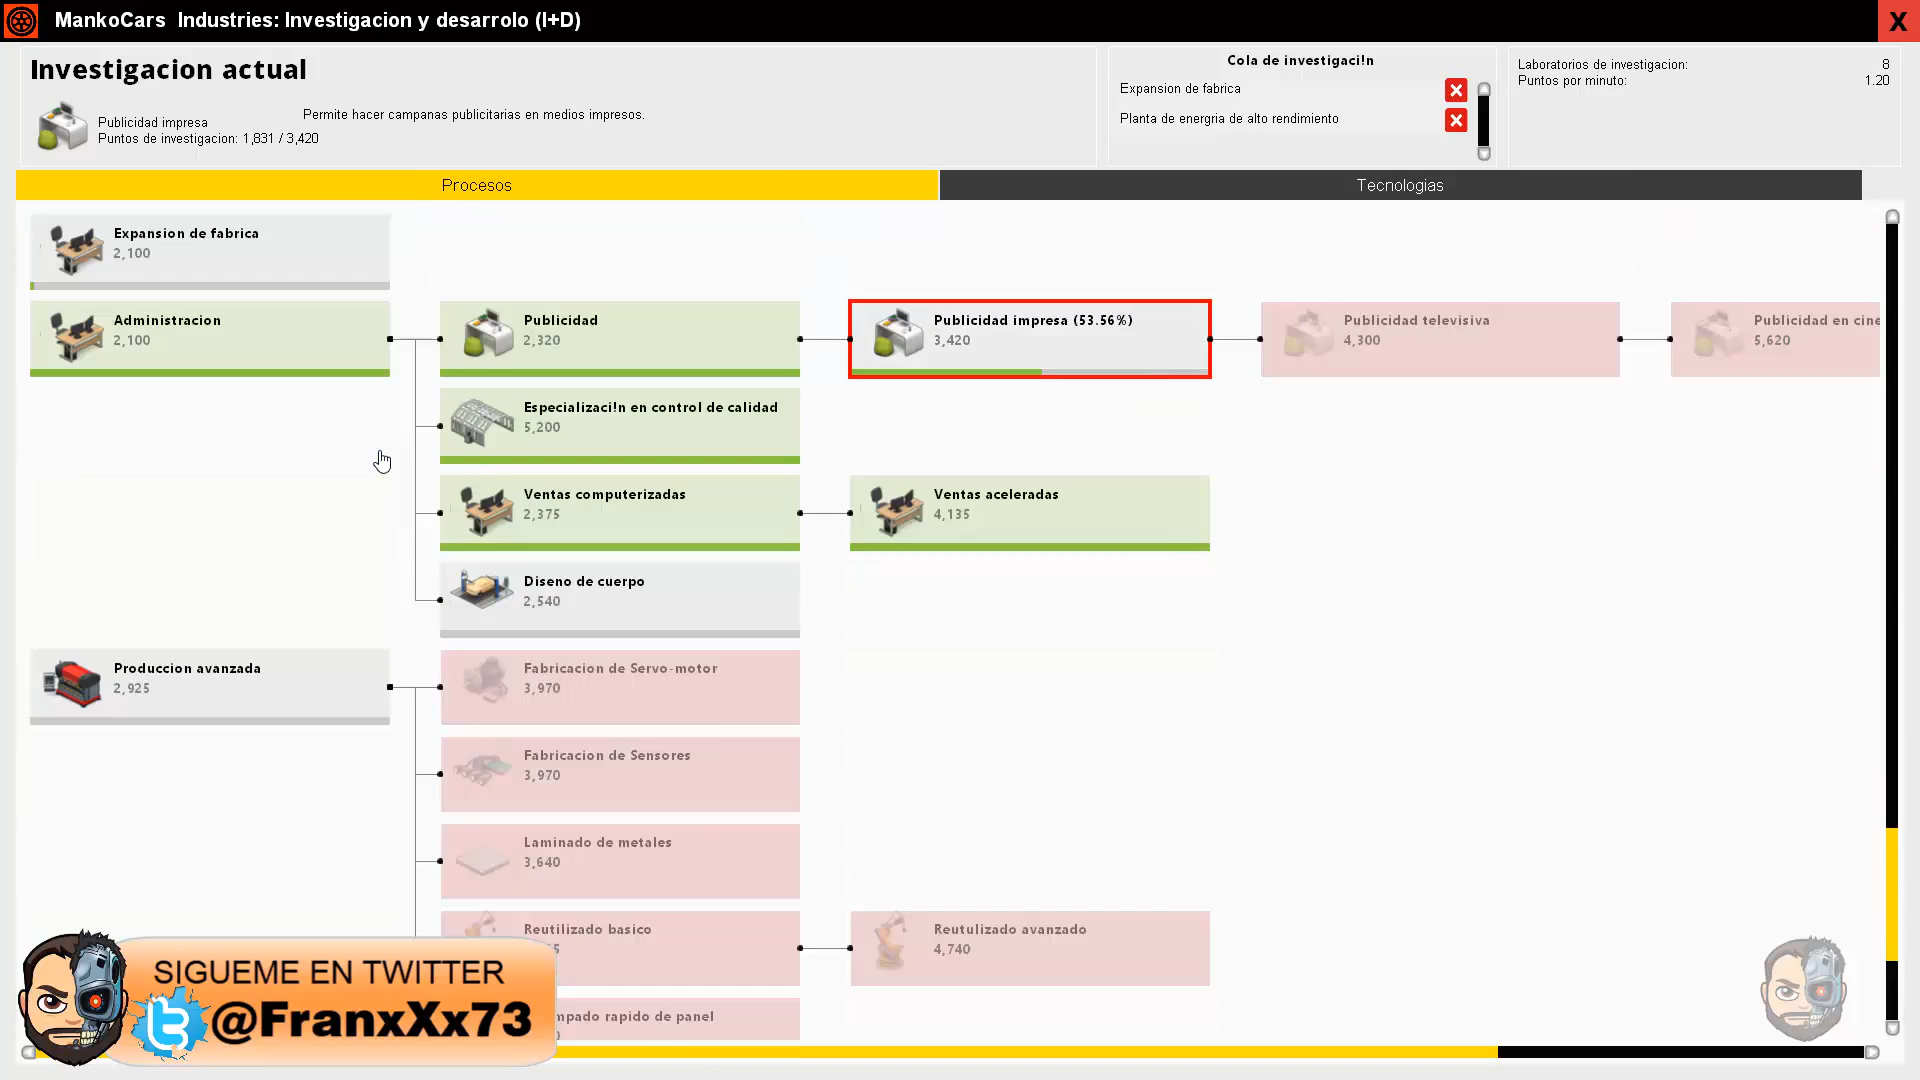 MankoCars  Industries: Investigacion y desarrolo (I+D)
X
Investigacion actual
Publicidad impresa
Puntos de investigacion: 1,831 / 3,420
Permite hacer campanas publicitarias en medios impresos.
Cola de investigaci!n
Expansion de fabrica
Planta de energria de alto rendimiento
Laboratorios de investigacion: 8
Puntos por minuto: 1.20
Procesos
Tecnologias
Expansion de fabrica
2,100
Administracion
2,100
Publicidad
2,320
Publicidad impresa (53.56%)
3,420
Publicidad televisiva
4,300
Publicidad en cine
5,620
Especializaci!n en control de calidad
5,200
Ventas computerizadas
2,375
Ventas aceleradas
4,135
Diseno de cuerpo
2,540
Produccion avanzada
2,925
Fabricacion de Servo-motor
3,970
Fabricacion de Sensores
3,970
Laminado de metales
3,640
Reutilizado basico
Reutulizado avanzado
4,740
rapido de panel
SIGUEME EN TWITTER
@FranxXx73